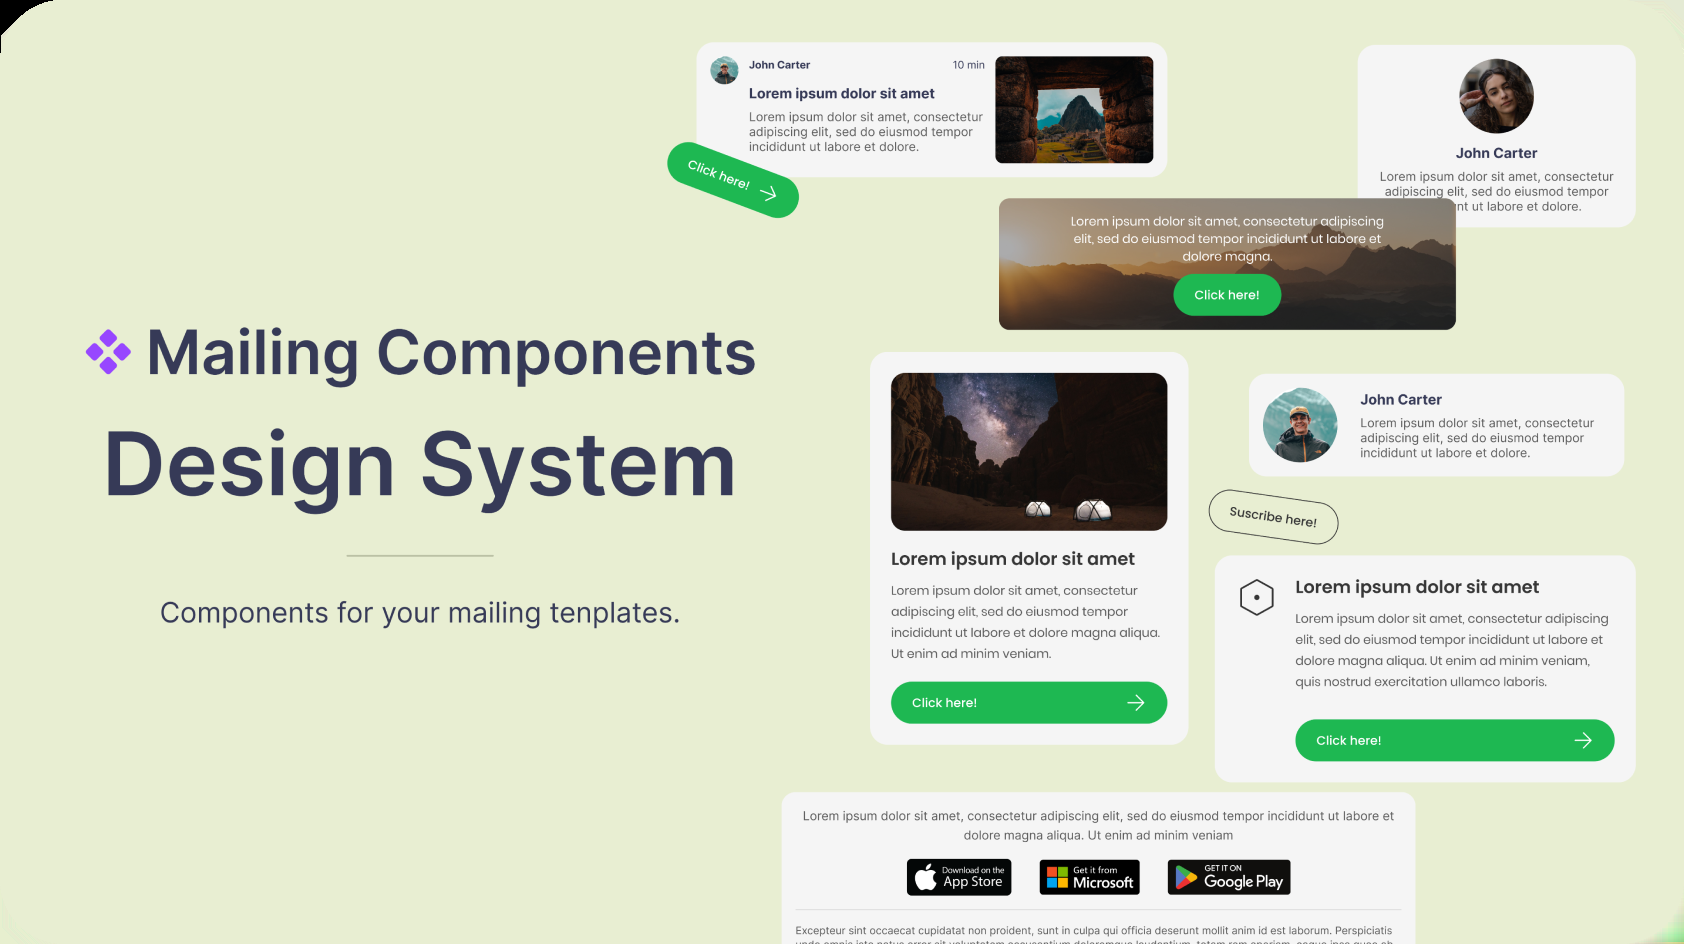 Mailing Components
Design System
Components for your mailing tenplates.
John Carter
10 min
Lorem ipsum dolor sit amet
Lorem ipsum dolor sit amet, consectetur
adipiscing elit, sed do eiusmod tempor
incididunt ut labore et dolore.
Click here!
John Carter
Lorem ipsum dolor sit amet, consectetur
adipiscing elit, sed do eiusmod tempor
ut labore et dolore.
Lorem ipsum dolor sit amet, consectetur adipiscing
elit, sed do eiusmod tempor incididunt ut labore et
dolore magna.
Click here!
Lorem ipsum dolor sit amet
Lorem ipsum dolor sit amet, consectetur
adipiscing elit, sed do eiusmod tempor
incididunt ut labore et dolore magna aliqua.
Ut enim ad minim veniam.
Click here!
John Carter
Lorem ipsum dolor sit amet, consectetur
adipiscing elit, sed do eiusmod tempor
incididunt ut labore et dolore.
Suscribe here!
Lorem ipsum dolor sit amet
Lorem ipsum dolor sit amet, consectetur adipiscing
elit, sed do eiusmod tempor incididunt ut labore et
dolore magna aliqua. Ut enim ad minim veniam,
quis nostrud exercitation ullamco laboris.
Click here!
Lorem ipsum dolor sit amet, consectetur adipiscing elit, sed do eiusmod tempor incididunt ut labore et
dolore magna aliqua. Ut enim ad minim veniam
Download on the
App Store
Get it from
Microsoft
GET IT ON
Google Play
Excepteur sint occaecat cupidatat non proident, sunt in culpa qui officia deserunt mollit anim id est laborum. Perspiciatis